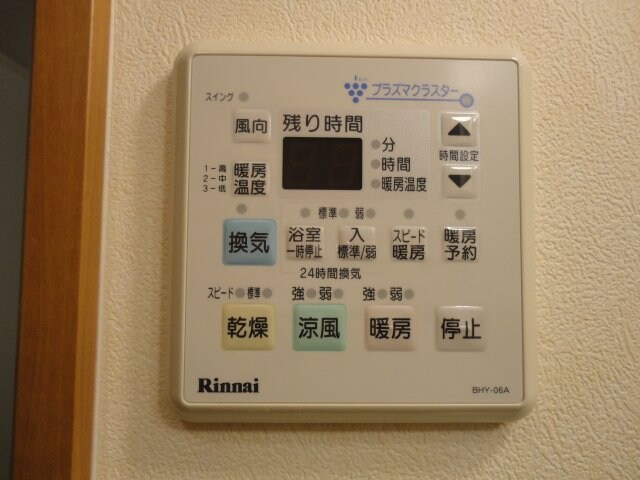 プラズマクラスター
スイング
風向
残り時間
分
時間
暖房温度
時間設定
1－高
2－中
3－低
暖房
温度
換気
標準 弱
浴室
一時停止
入
標準/弱
スピード
暖房
暖房
予約
24時間換気
スピード 標準
強 弱
強 弱
乾燥
涼風
暖房
停止
Rinnai
BHY-06A